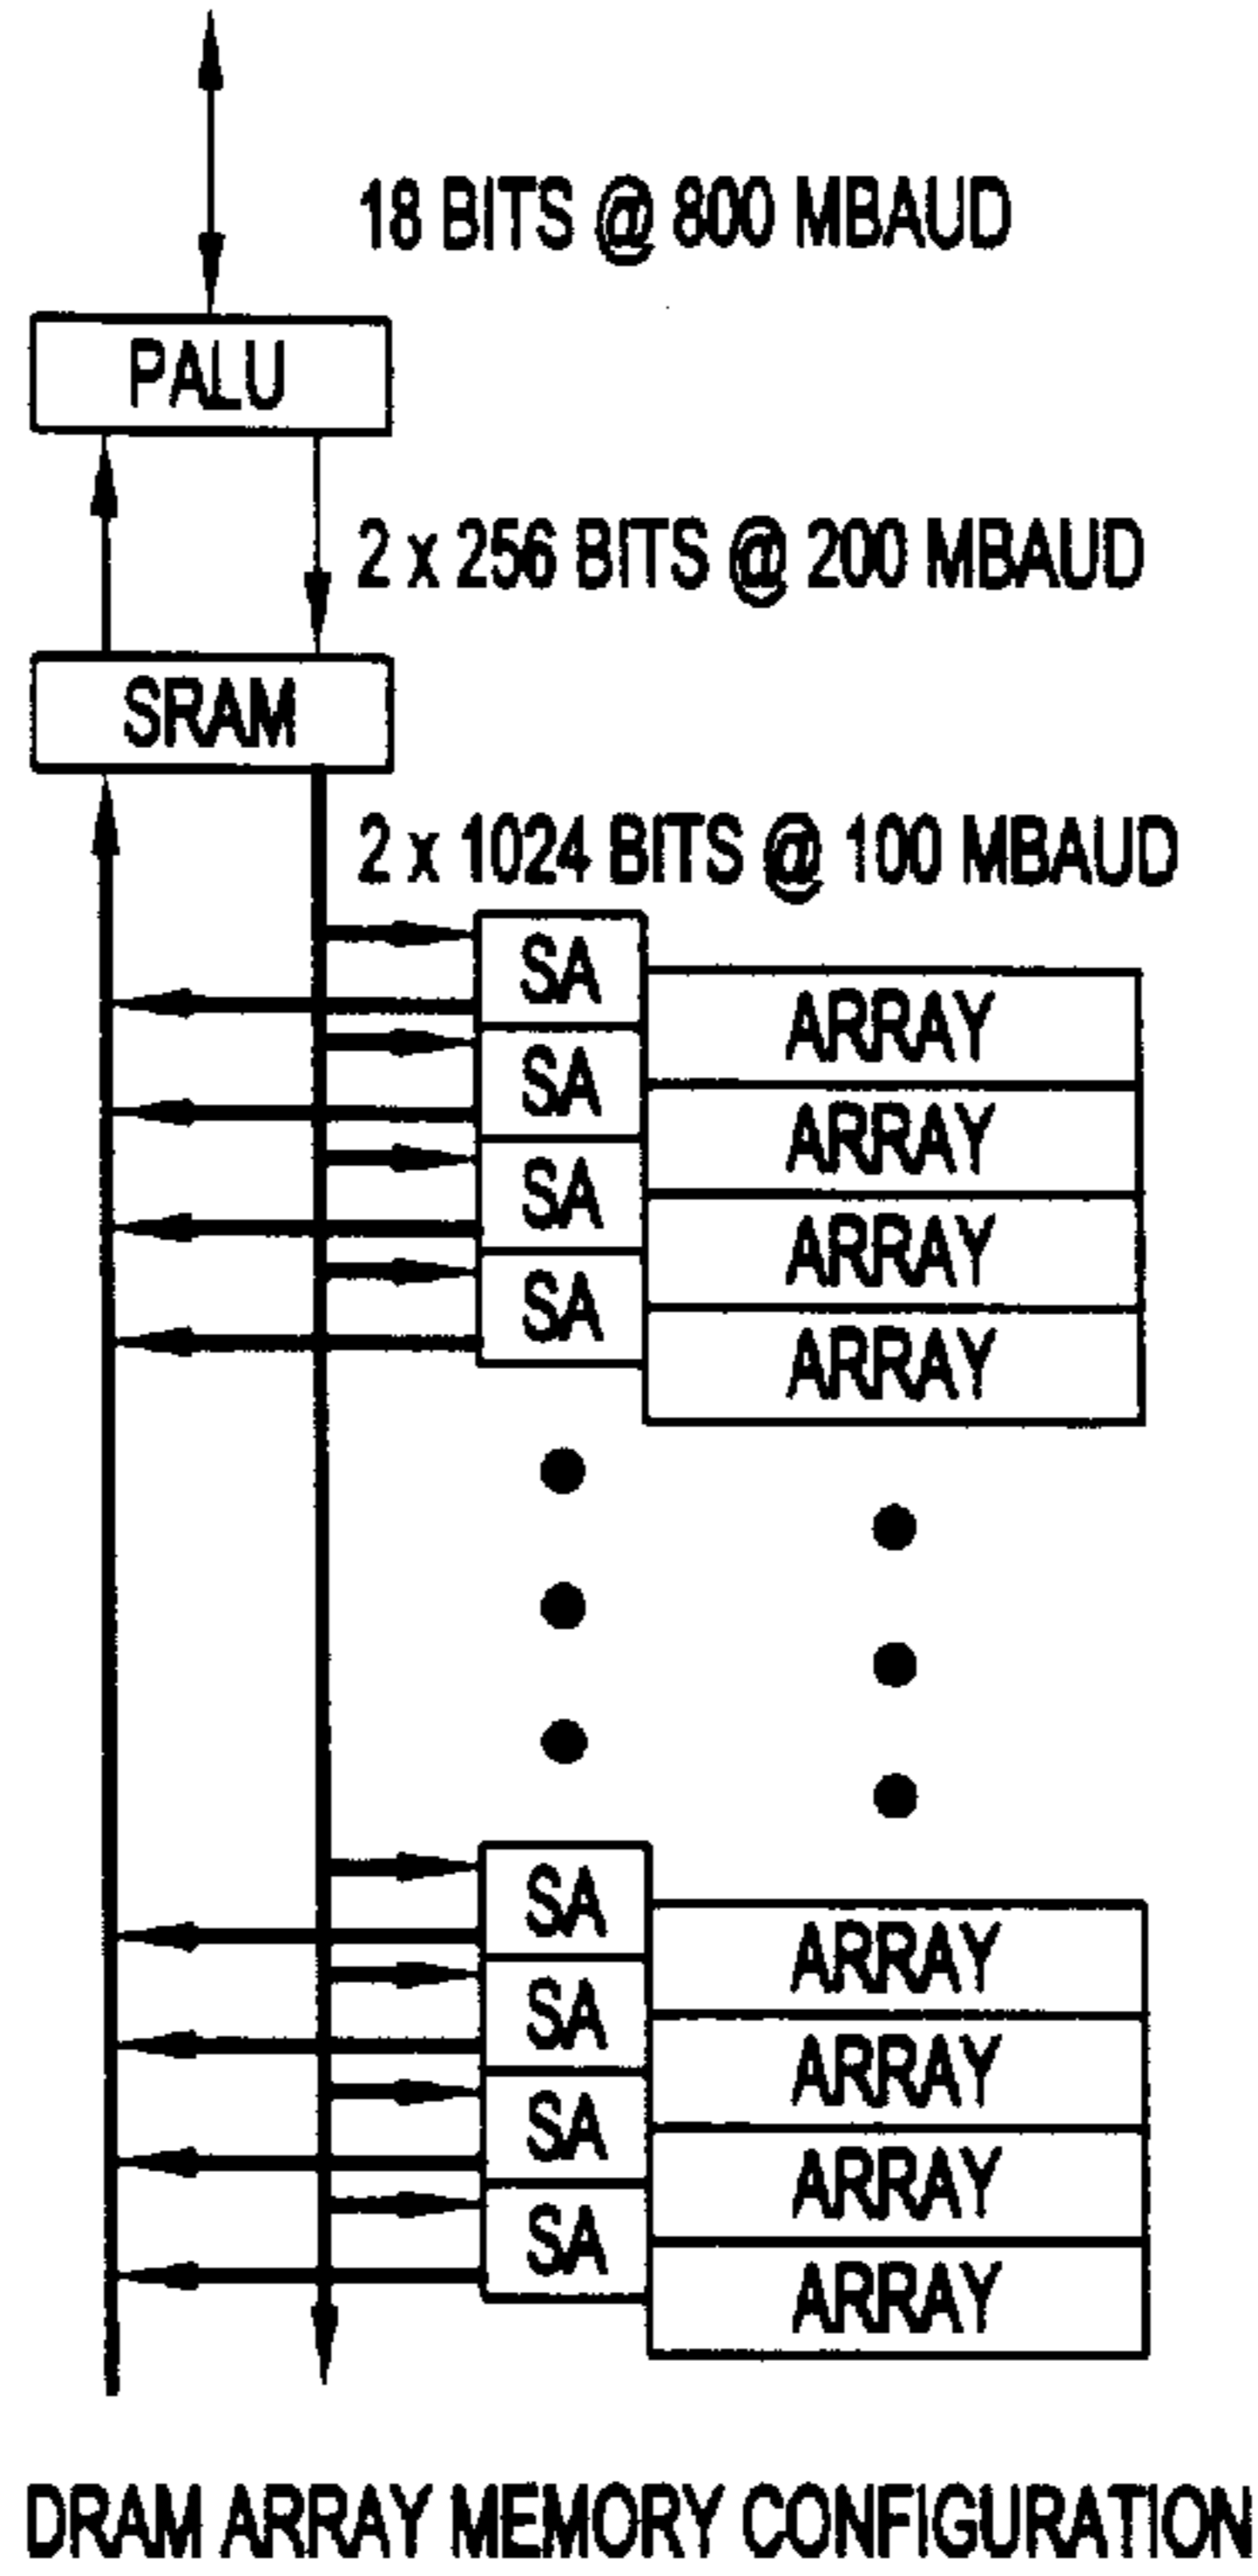 18 BITS @ 800 MBAUD
PALU
2 x 256 BITS @ 200 MBAUD
SRAM
2 x 1024 BITS @ 100 MBAUD
SA
ARRAY
SA
ARRAY
SA
ARRAY
SA
ARRAY
SA
ARRAY
SA
ARRAY
SA
ARRAY
SA
ARRAY
DRAM ARRAY MEMORY CONFIGURATION